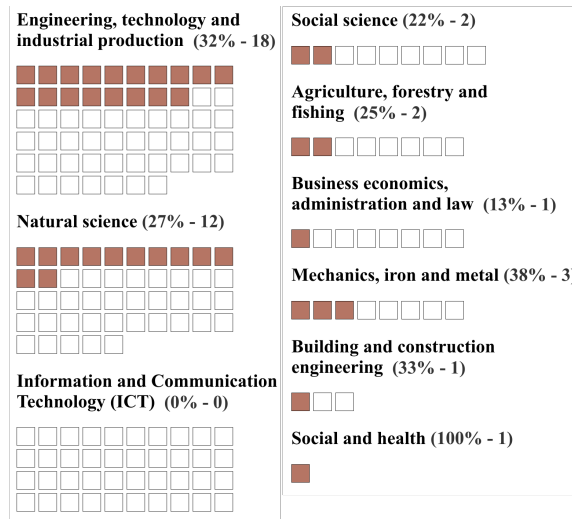 Engineering, technology and
industrial production (32% - 18)
Natural science (27% - 12)
Information and Communication
Technology (ICT) (0% - 0)
Social science (22% - 2)
Agriculture, forestry and
fishing (25% - 2)
Business economics,
administration and law (13% - 1)
Mechanics, iron and metal (38% - 3)
Building and construction
engineering (33% - 1)
Social and health (100% - 1)